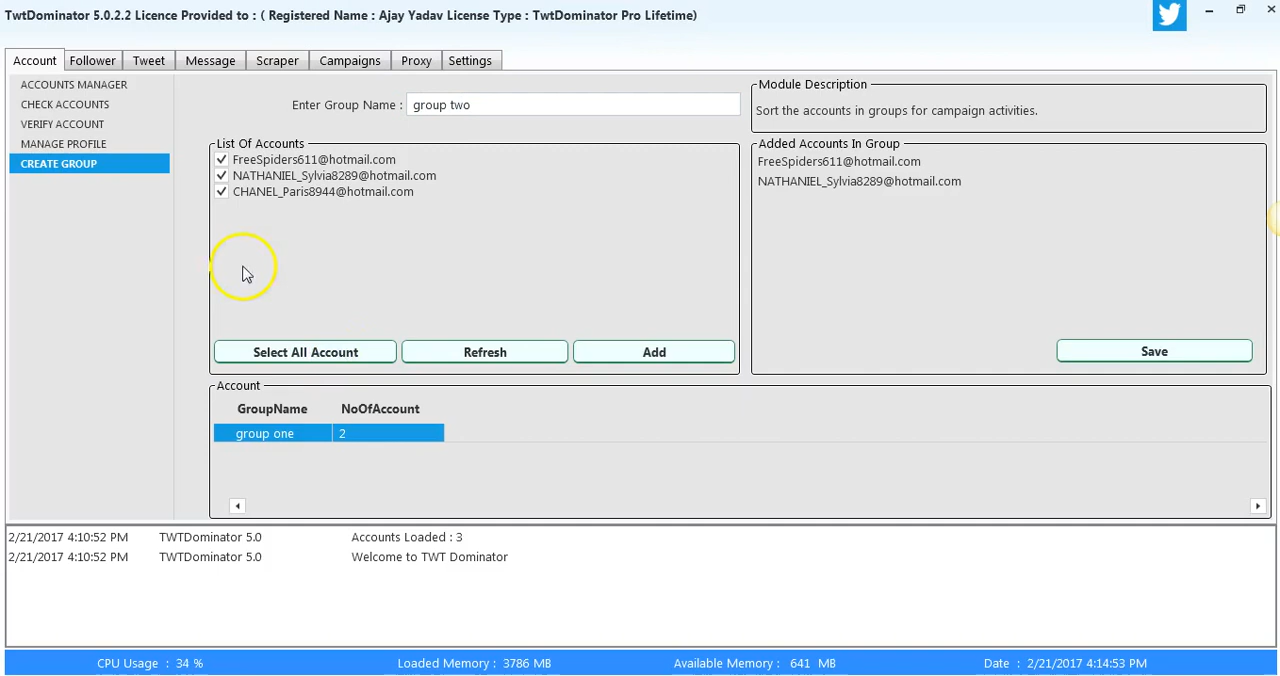 TwtDominator 5.0.2.2 Licence Provided to : ( Registered Name : Ajay Yadav License Type : TwtDominator Pro Lifetime)
Account Follower Tweet Message Scraper Campaigns Proxy Settings
ACCOUNTS MANAGER
CHECK ACCOUNTS
VERIFY ACCOUNT
MANAGE PROFILE
CREATE GROUP
Enter Group Name : group two
Module Description
Sort the accounts in groups for campaign activities.
List Of Accounts
FreeSpiders611@hotmail.com
NATHANIEL_Sylvia8289@hotmail.com
CHANEL_Paris8944@hotmail.com
Select All Account Refresh Add
Added Accounts In Group
FreeSpiders611@hotmail.com
NATHANIEL_Sylvia8289@hotmail.com
Save
Account
GroupName NoOfAccount
group one 2
2/21/2017 4:10:52 PM TWTDominator 5.0 Accounts Loaded : 3
2/21/2017 4:10:52 PM TWTDominator 5.0 Welcome to TWT Dominator
CPU Usage : 34 % Loaded Memory : 3786 MB Available Memory : 641 MB Date : 2/21/2017 4:14:53 PM